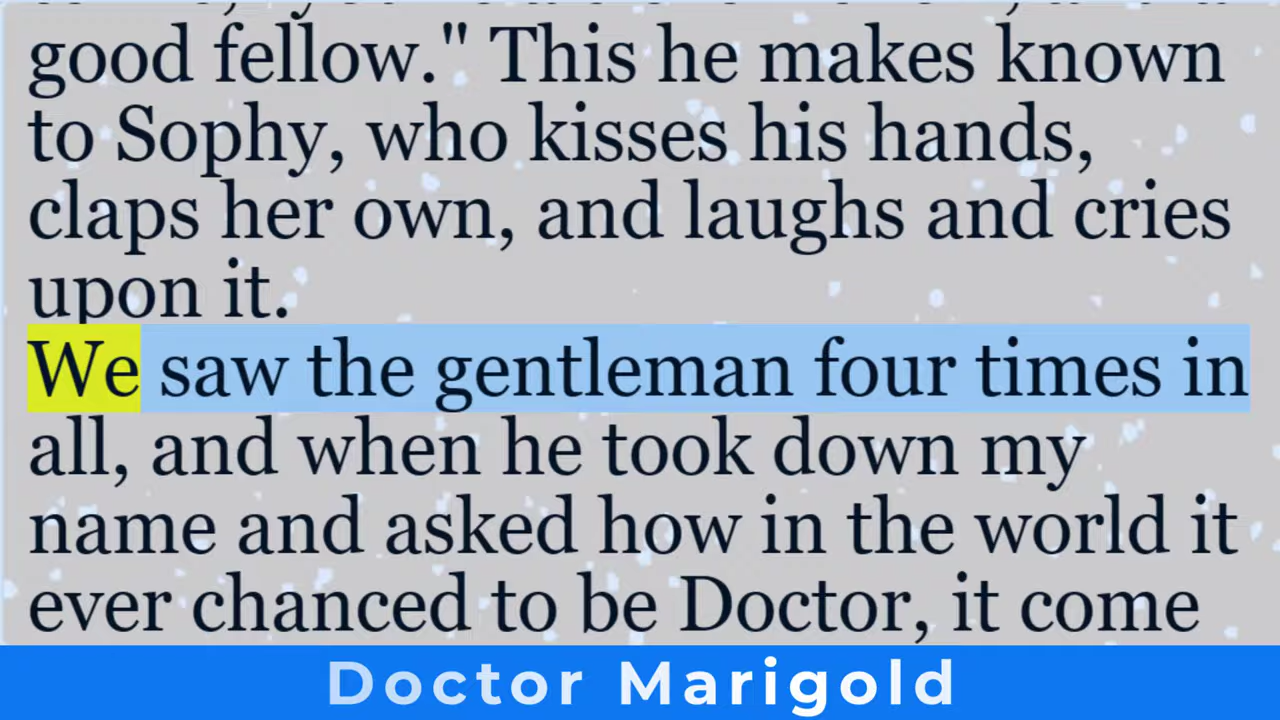 good fellow." This he makes known
to Sophy, who kisses his hands,
claps her own, and laughs and cries
upon it.
We saw the gentleman four times in
all, and when he took down my
name and asked how in the world it
ever chanced to be Doctor, it come
Doctor Marigold